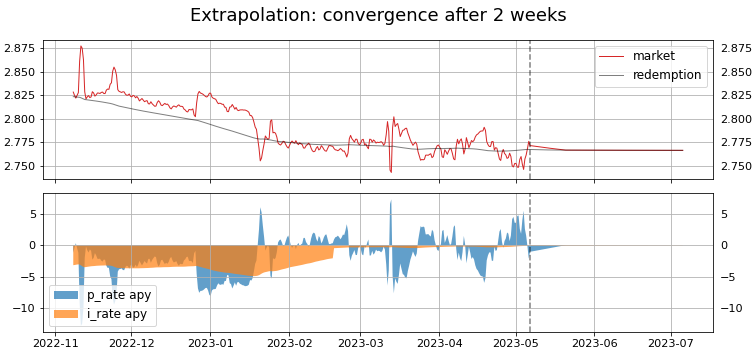 Extrapolation: convergence after 2 weeks
2.875 2.875
2.850 2.850
2.825 2.825
2.800 2.800
2.775 2.775
2.750 2.750
market
redemption
5 5
0 0
−5 −5
−10 −10
p_rate apy
i_rate apy
2022-11 2022-12 2023-01 2023-02 2023-03 2023-04 2023-05 2023-06 2023-07